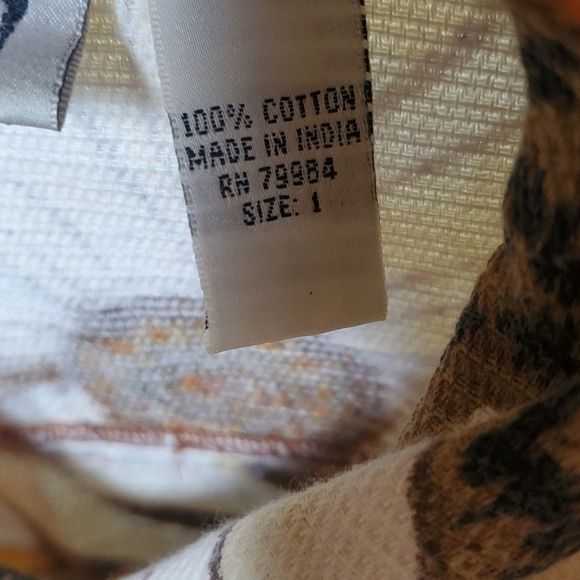 100% COTTON
MADE IN INDIA
RN 79984
SIZE: 1